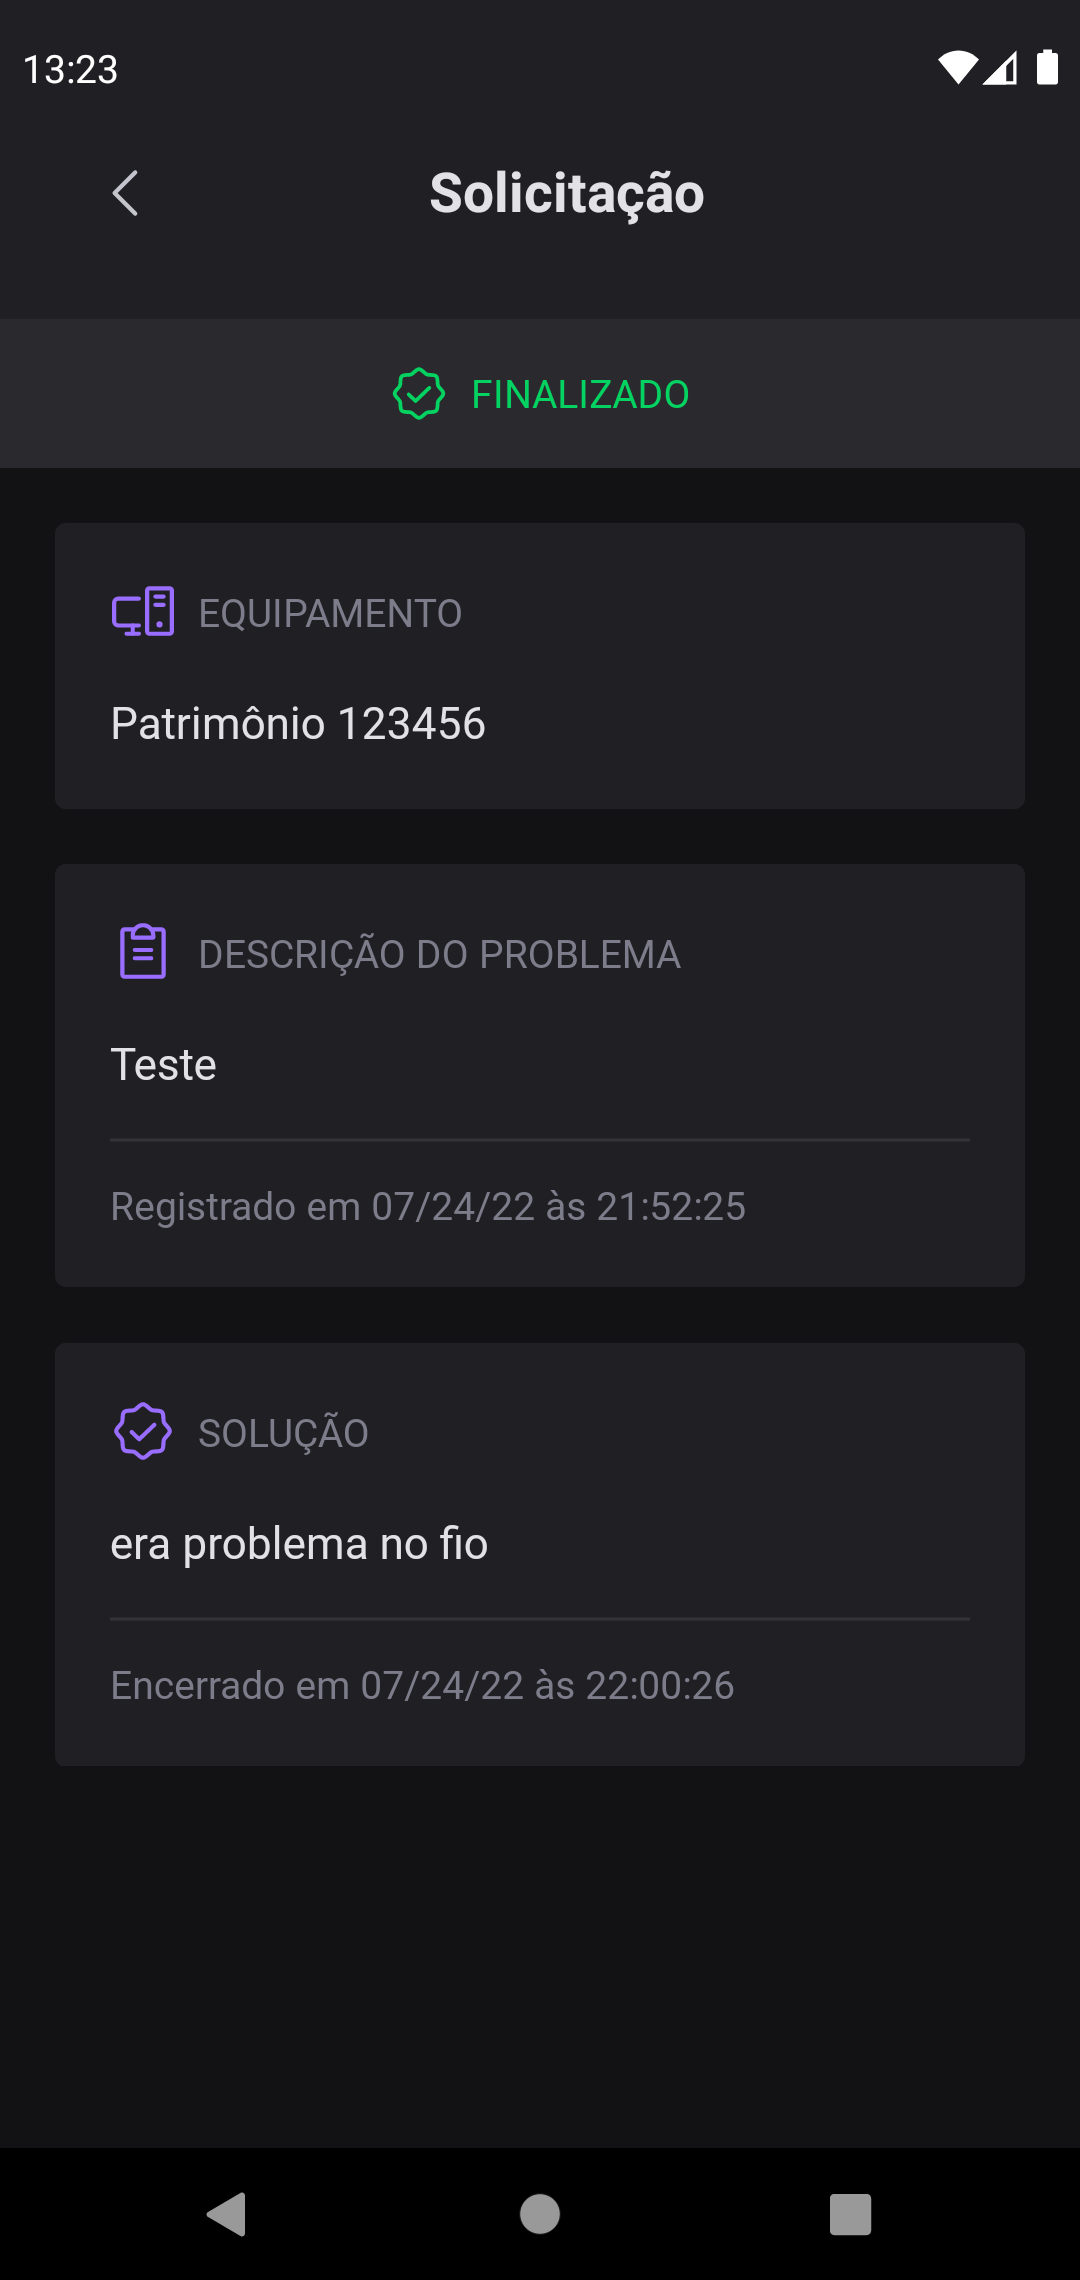 13:23
Solicitação
FINALIZADO
EQUIPAMENTO
Patrimônio 123456
DESCRIÇÃO DO PROBLEMA
Teste
Registrado em 07/24/22 às 21:52:25
SOLUÇÃO
era problema no fio
Encerrado em 07/24/22 às 22:00:26